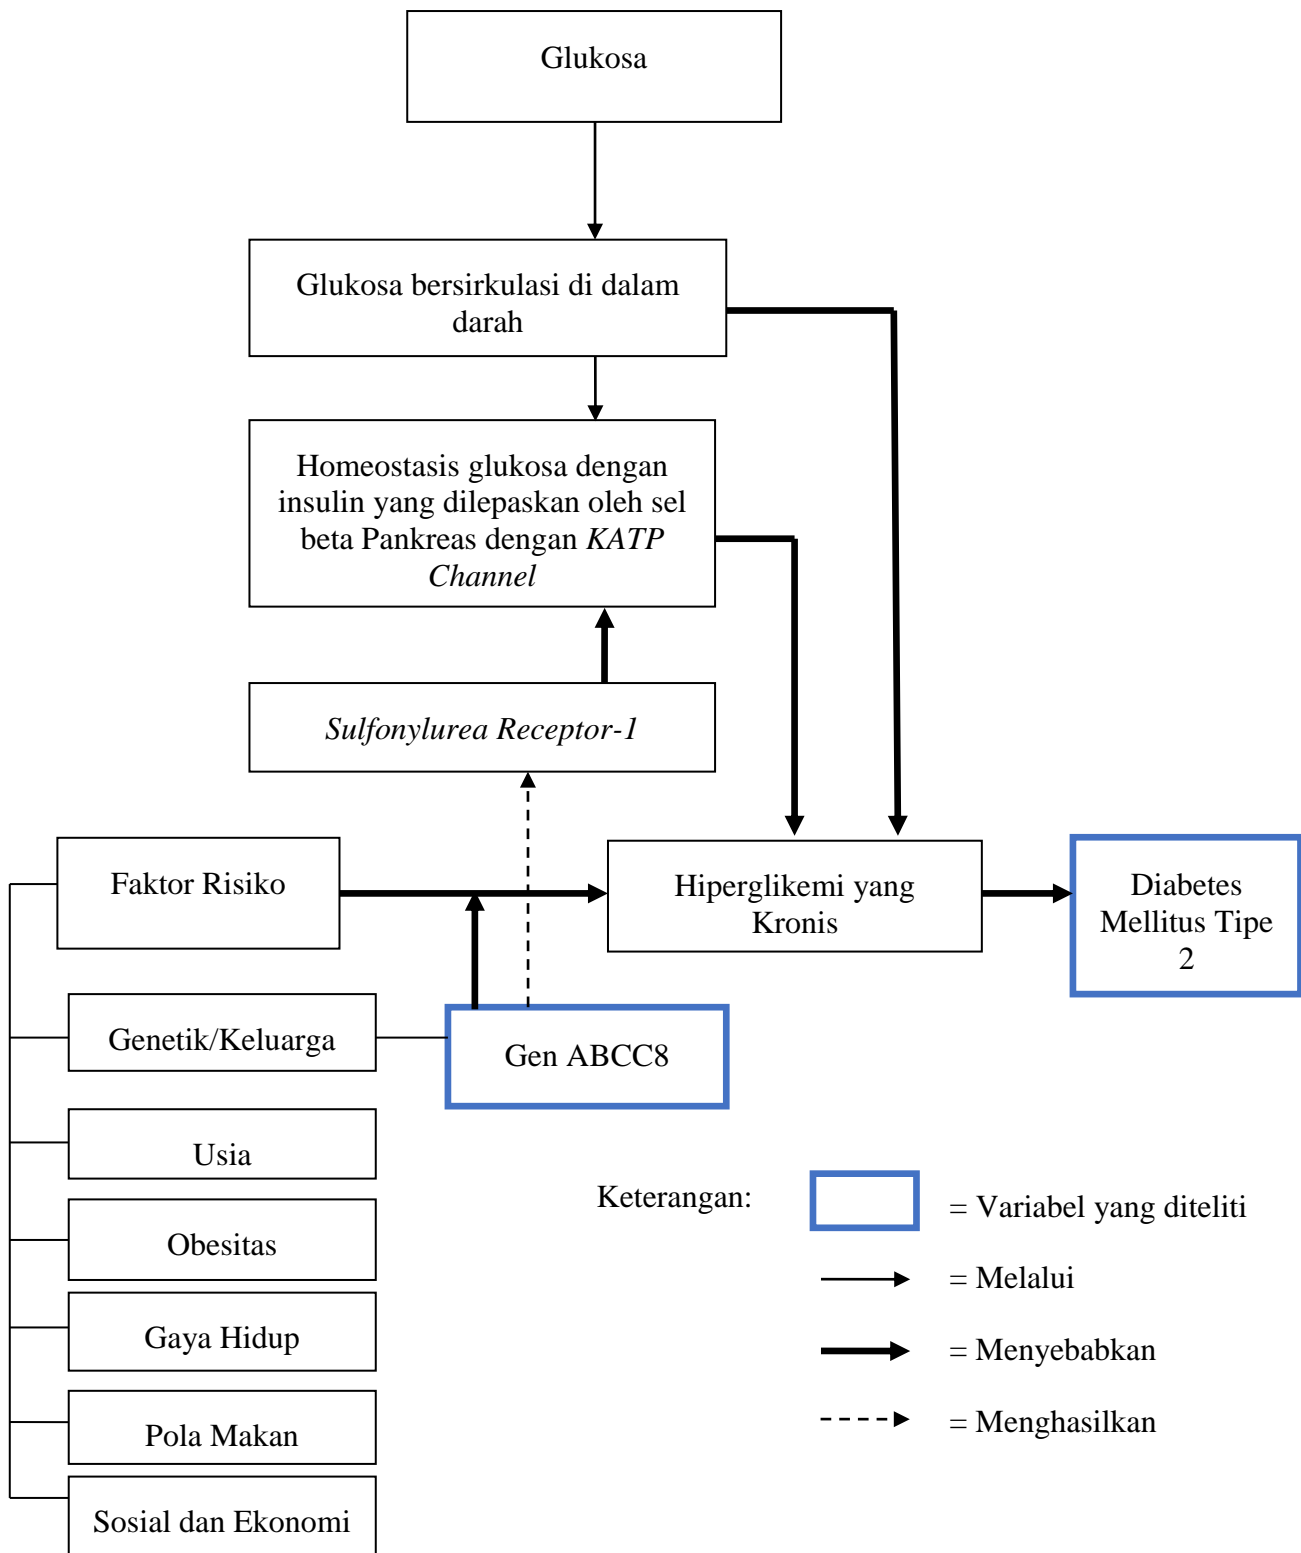 Glukosa
Glukosa bersirkulasi di dalam
darah
Homeostasis glukosa dengan
insulin yang dilepaskan oleh sel
beta Pankreas dengan KATP
Channel
Sulfonylurea Receptor-1
Faktor Risiko
Hiperglikemi yang
Kronis
Diabetes
Mellitus Tipe
2
Genetik/Keluarga
Gen ABCC8
Usia
Obesitas
Gaya Hidup
Pola Makan
Sosial dan Ekonomi
Keterangan:
= Variabel yang diteliti
= Melalui
= Menyebabkan
= Menghasilkan